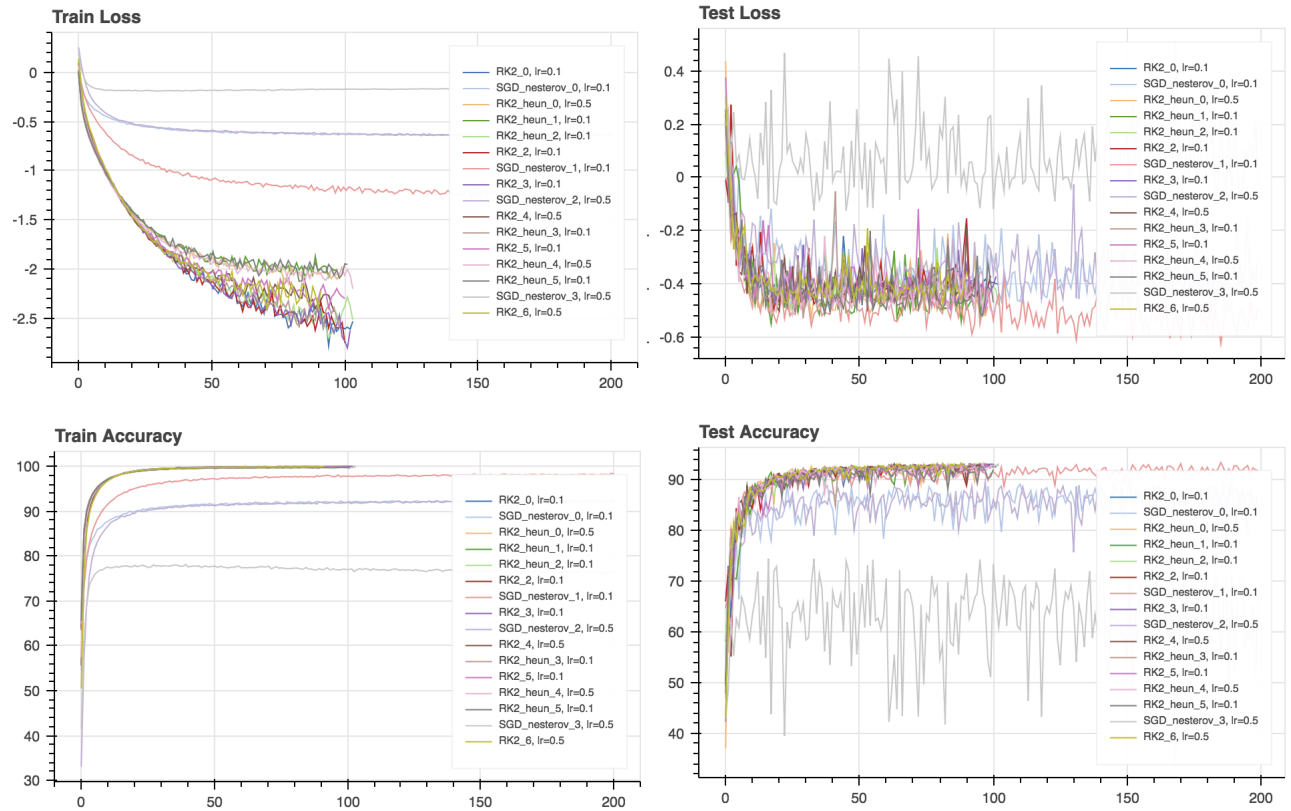 Train Loss
0
-0.5
-1
-1.5
-2
-2.5
0
50
100
150
200
RK2_0, lr=0.1
SGD_nesterov_0, lr=0.1
RK2_heun_0, lr=0.5
RK2_heun_1, lr=0.1
RK2_heun_2, lr=0.1
RK2_2, lr=0.1
SGD_nesterov_1, lr=0.1
RK2_3, lr=0.1
SGD_nesterov_2, lr=0.5
RK2_4, lr=0.5
RK2_heun_3, lr=0.1
RK2_5, lr=0.1
RK2_heun_4, lr=0.5
RK2_heun_5, lr=0.1
SGD_nesterov_3, lr=0.5
RK2_6, lr=0.5
Test Loss
0.4
0.2
0
-0.2
-0.4
-0.6
0
50
100
150
200
RK2_0, lr=0.1
SGD_nesterov_0, lr=0.1
RK2_heun_0, lr=0.5
RK2_heun_1, lr=0.1
RK2_heun_2, lr=0.1
RK2_2, lr=0.1
SGD_nesterov_1, lr=0.1
RK2_3, lr=0.1
SGD_nesterov_2, lr=0.5
RK2_4, lr=0.5
RK2_heun_3, lr=0.1
RK2_5, lr=0.1
RK2_heun_4, lr=0.5
RK2_heun_5, lr=0.1
SGD_nesterov_3, lr=0.5
RK2_6, lr=0.5
Train Accuracy
100
90
80
70
60
50
40
30
0
50
100
150
200
RK2_0, lr=0.1
SGD_nesterov_0, lr=0.1
RK2_heun_0, lr=0.5
RK2_heun_1, lr=0.1
RK2_heun_2, lr=0.1
RK2_2, lr=0.1
SGD_nesterov_1, lr=0.1
RK2_3, lr=0.1
SGD_nesterov_2, lr=0.5
RK2_4, lr=0.5
RK2_heun_3, lr=0.1
RK2_5, lr=0.1
RK2_heun_4, lr=0.5
RK2_heun_5, lr=0.1
SGD_nesterov_3, lr=0.5
RK2_6, lr=0.5
Test Accuracy
90
80
70
60
50
40
0
50
100
150
200
RK2_0, lr=0.1
SGD_nesterov_0, lr=0.1
RK2_heun_0, lr=0.5
RK2_heun_1, lr=0.1
RK2_heun_2, lr=0.1
RK2_2, lr=0.1
SGD_nesterov_1, lr=0.1
RK2_3, lr=0.1
SGD_nesterov_2, lr=0.5
RK2_4, lr=0.5
RK2_heun_3, lr=0.1
RK2_5, lr=0.1
RK2_heun_4, lr=0.5
RK2_heun_5, lr=0.1
SGD_nesterov_3, lr=0.5
RK2_6, lr=0.5